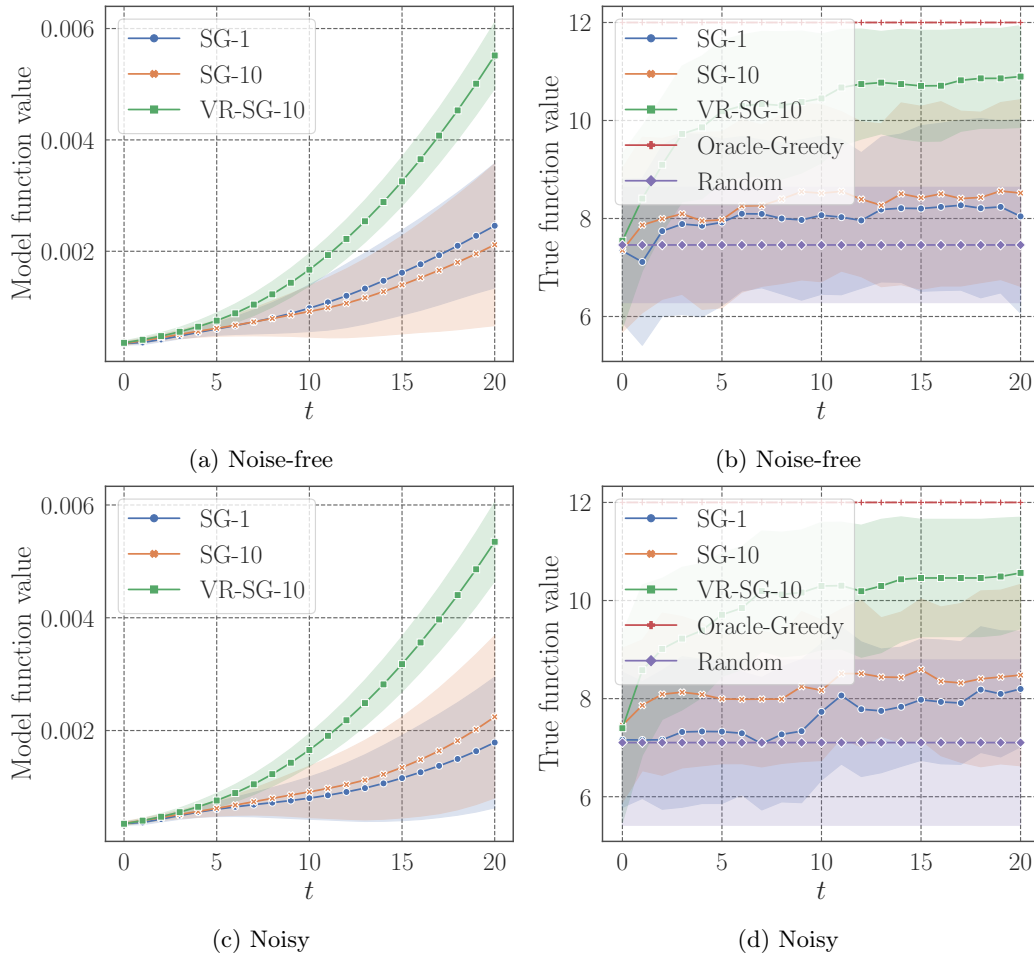 Model function value
0.006
0.004
0.002
SG-1
SG-10
VR-SG-10
0 5 10 15 20
t
(a) Noise-free
True function value
12
10
8
6
SG-1
SG-10
VR-SG-10
Oracle-Greedy
Random
0 5 10 15 20
t
(b) Noise-free
Model function value
0.006
0.004
0.002
SG-1
SG-10
VR-SG-10
0 5 10 15 20
t
(c) Noisy
True function value
12
10
8
6
SG-1
SG-10
VR-SG-10
Oracle-Greedy
Random
0 5 10 15 20
t
(d) Noisy